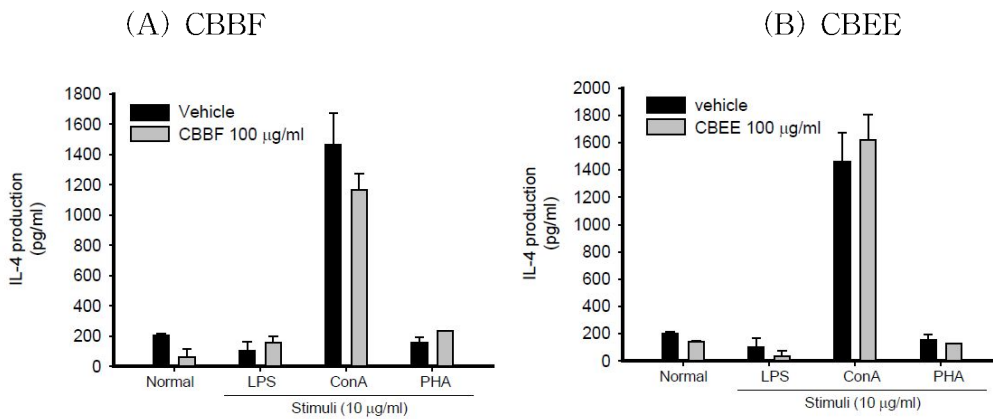 (A) CBBF
IL-4 production
(pg/ml)
1800
1600
1400
1200
1000
800
600
400
200
0
Vehicle
CBBF 100 μg/ml
Normal LPS ConA PHA
Stimuli (10 μg/ml)
(B) CBEE
IL-4 production
(pg/ml)
2000
1800
1600
1400
1200
1000
800
600
400
200
0
vehicle
CBEE 100 μg/ml
Normal LPS ConA PHA
Stimuli (10 μg/ml)